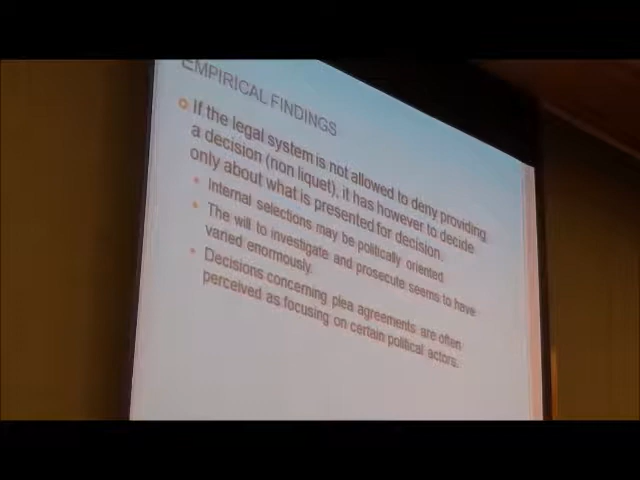 EMPIRICAL FINDINGS
If the legal system is not allowed to deny providing
a decision (non liquet), it has however to decide
only about what is presented for decision.
Internal selections may be politically oriented.
The will to investigate and prosecute seems to have
varied enormously.
Decisions concerning plea agreements are often
perceived as focusing on certain political actors.